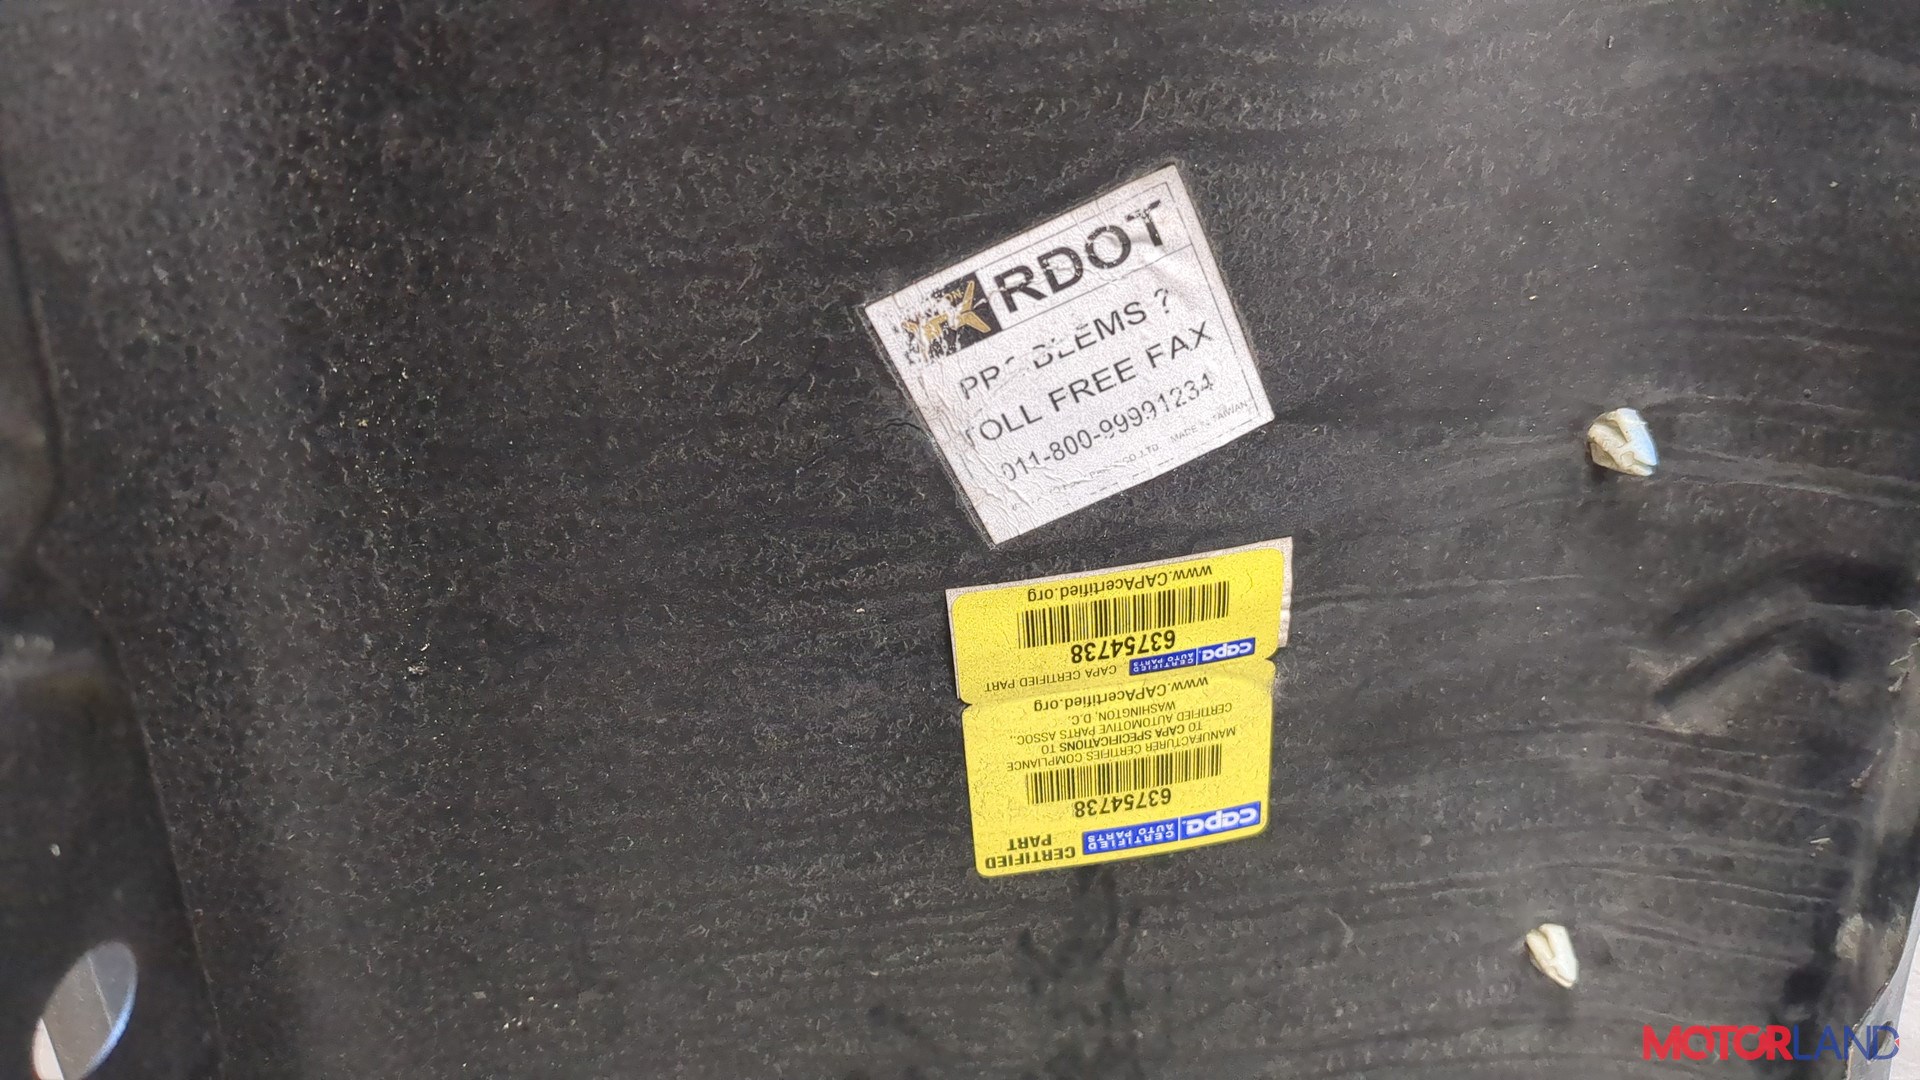 RDOT
PROBLEMS ?
TOLL FREE FAX
011-800-99991234
CO.,LTD. MADE IN TAIWAN
capa CERTIFIED AUTO PARTS CERTIFIED PART
63754738
MANUFACTURER CERTIFIES COMPLIANCE
TO CAPA SPECIFICATIONS TO
CERTIFIED AUTOMOTIVE PARTS ASSOC.,
WASHINGTON, D.C.
www.CAPAcertified.org
CAPA CERTIFIED PART
capa CERTIFIED AUTO PARTS
63754738
www.CAPAcertified.org
MOTORLAND